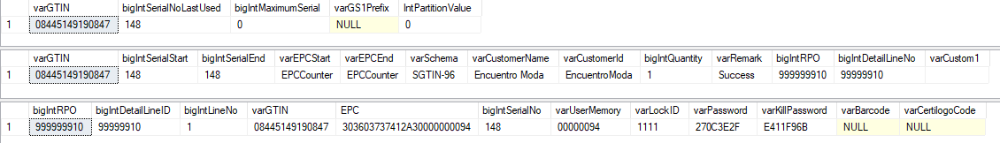 varGTIN bigIntSerialNoLastUsed bigIntMaximumSerial varGS1Prefix IntPartitionValue
1 08445149190847 148 0 NULL 0
varGTIN bigIntSerialStart bigIntSerialEnd varEPCStart varEPCEnd varSchema varCustomerName varCustomerId bigIntQuantity varRemark bigIntRPO bigIntDetailLineNo varCustom1
1 08445149190847 148 148 EPCCounter EPCCounter SGTIN-96 Encuentro Moda EncuentroModa 1 Success 999999910 99999910
bigIntRPO bigIntDetailLineID bigIntLineNo varGTIN EPC bigIntSerialNo varUserMemory varLockID varPassword varKillPassword varBarcode varCertilogoCode
1 999999910 99999910 1 08445149190847 303603737412A30000000094 148 00000094 1111 270C3E2F E411F96B NULL NULL